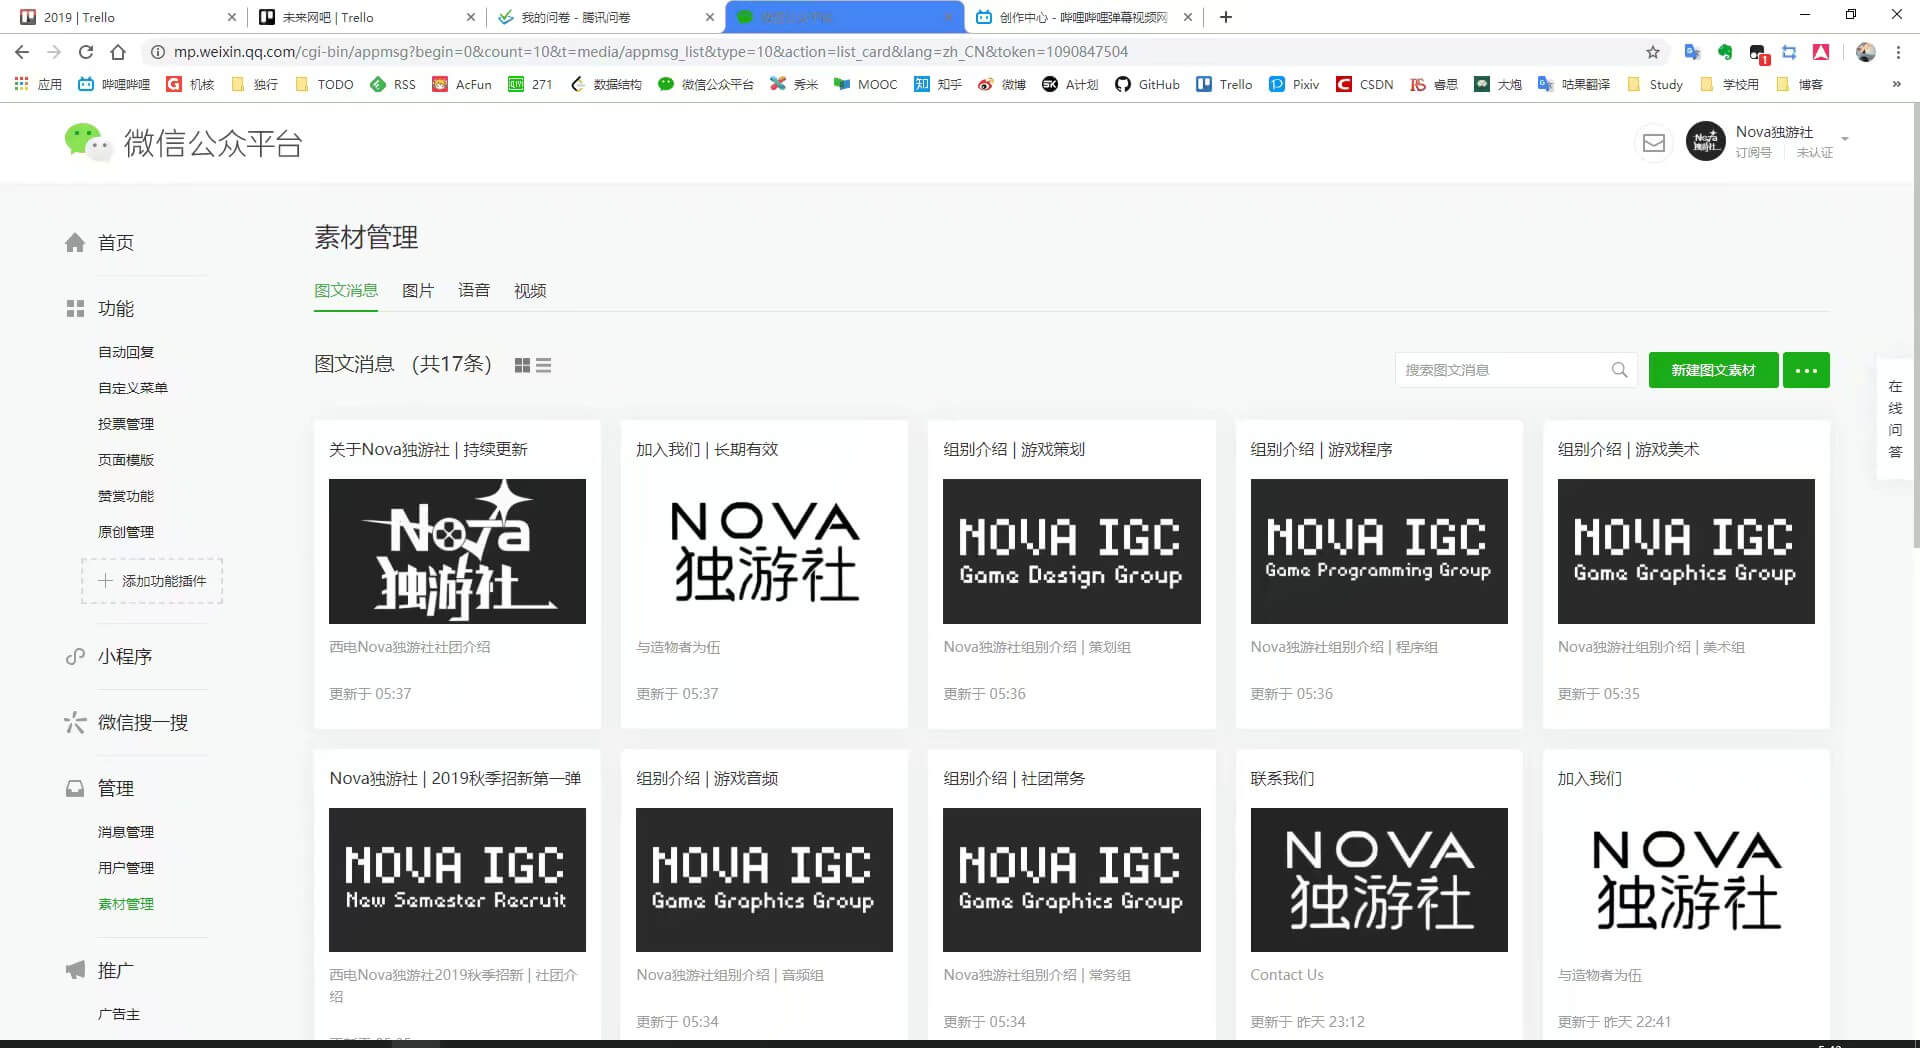 2019 | Trello
未来网吧 | Trello
我的问卷 - 腾讯问卷
创作中心 - 哔哩哔哩弹幕视频网
mp.weixin.qq.com/cgi-bin/appmsg?begin=0&count=10&t=media/appmsg_list&type=10&action=list_card&lang=zh_CN&token=1090847504
1
应用 哔哩哔哩 机核 独行 TODO RSS AcFun 271 数据结构 微信公众平台 秀米 MOOC 知乎 微博 A计划 GitHub Trello Pixiv CSDN 睿思 大炮 咕果翻译 Study 学校用 博客 »
微信公众平台
Nova独游社
订阅号 | 未认证
首页
功能
自动回复
自定义菜单
投票管理
页面模版
赞赏功能
原创管理
添加功能插件
小程序
微信搜一搜
管理
消息管理
用户管理
素材管理
推广
广告主
素材管理
图文消息 图片 语音 视频
图文消息 (共17条)
搜索图文消息
新建图文素材
在线问答
关于Nova独游社 | 持续更新
Nova
独游社
西电Nova独游社社团介绍
更新于 05:37
加入我们 | 长期有效
NOVA
独游社
与造物者为伍
更新于 05:37
组别介绍 | 游戏策划
NOVA IGC
Game Design Group
Nova独游社组别介绍 | 策划组
更新于 05:36
组别介绍 | 游戏程序
NOVA IGC
Game Programming Group
Nova独游社组别介绍 | 程序组
更新于 05:36
组别介绍 | 游戏美术
NOVA IGC
Game Graphics Group
Nova独游社组别介绍 | 美术组
更新于 05:35
Nova独游社 | 2019秋季招新第一弹
NOVA IGC
New Semester Recruit
西电Nova独游社2019秋季招新 | 社团介
绍
组别介绍 | 游戏音频
NOVA IGC
Game Graphics Group
Nova独游社组别介绍 | 音频组
更新于 05:34
组别介绍 | 社团常务
NOVA IGC
Game Graphics Group
Nova独游社组别介绍 | 常务组
更新于 05:34
联系我们
NOVA
独游社
Contact Us
更新于 昨天 23:12
加入我们
NOVA
独游社
与造物者为伍
更新于 昨天 22:41